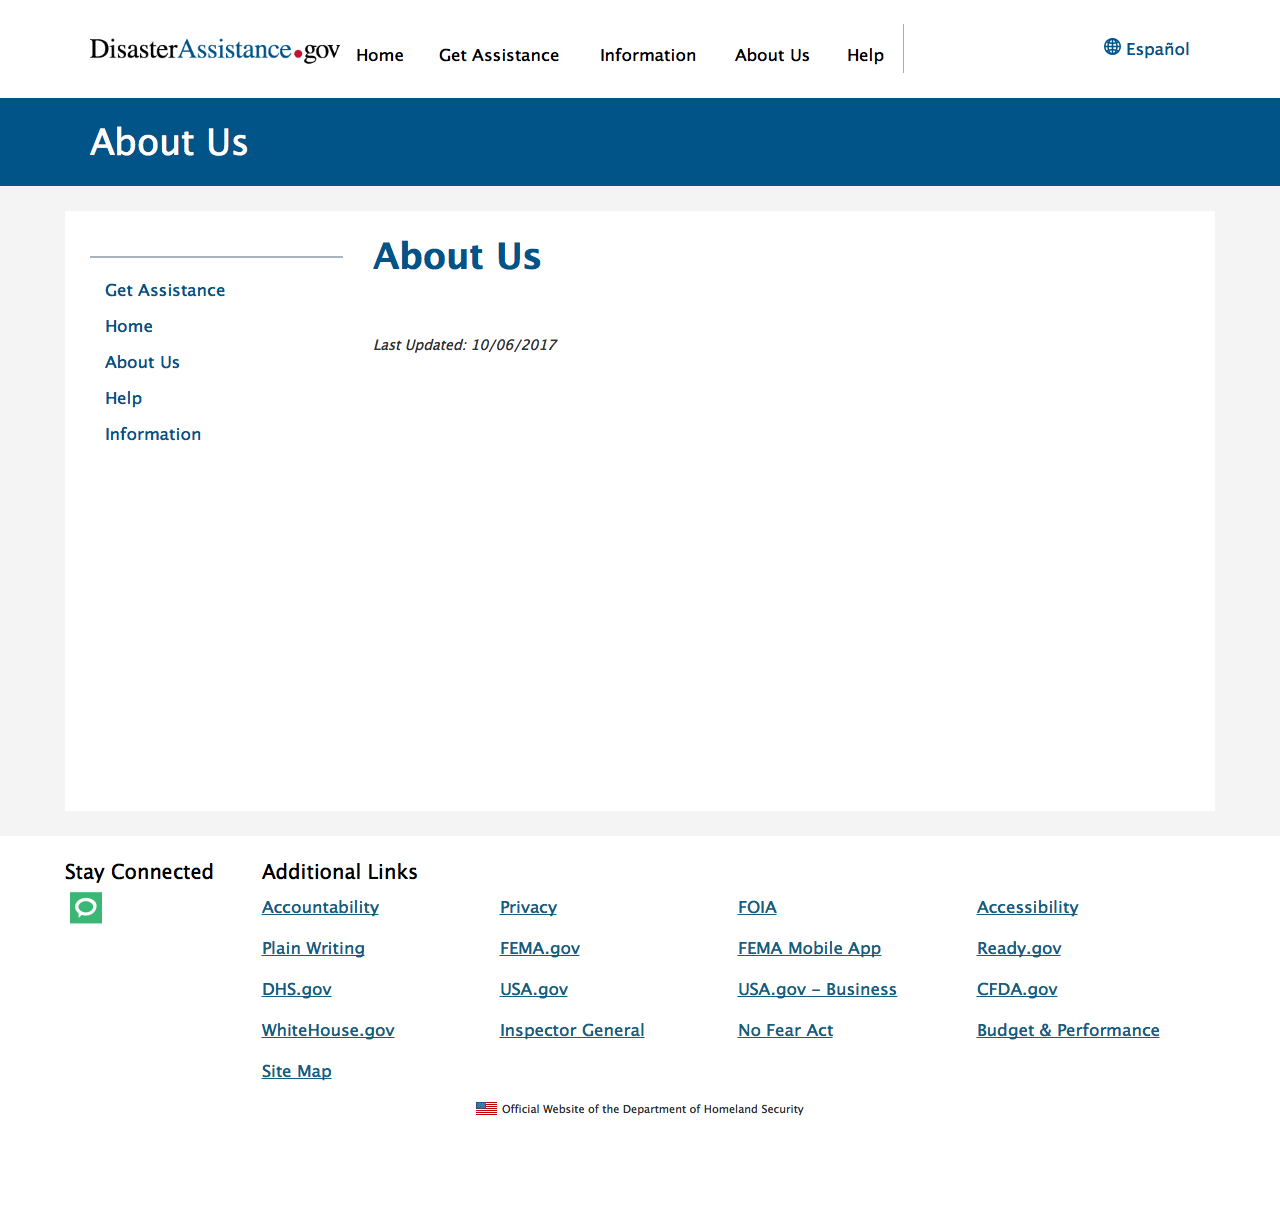 DisasterAssistance.gov Home Get Assistance Information About Us Help Español
About Us
About Us
Get Assistance
Home
About Us
Help
Information
Last Updated: 10/06/2017
Stay Connected
Additional Links
Accountability Privacy FOIA Accessibility
Plain Writing FEMA.gov FEMA Mobile App Ready.gov
DHS.gov USA.gov USA.gov – Business CFDA.gov
WhiteHouse.gov Inspector General No Fear Act Budget & Performance
Site Map
Official Website of the Department of Homeland Security